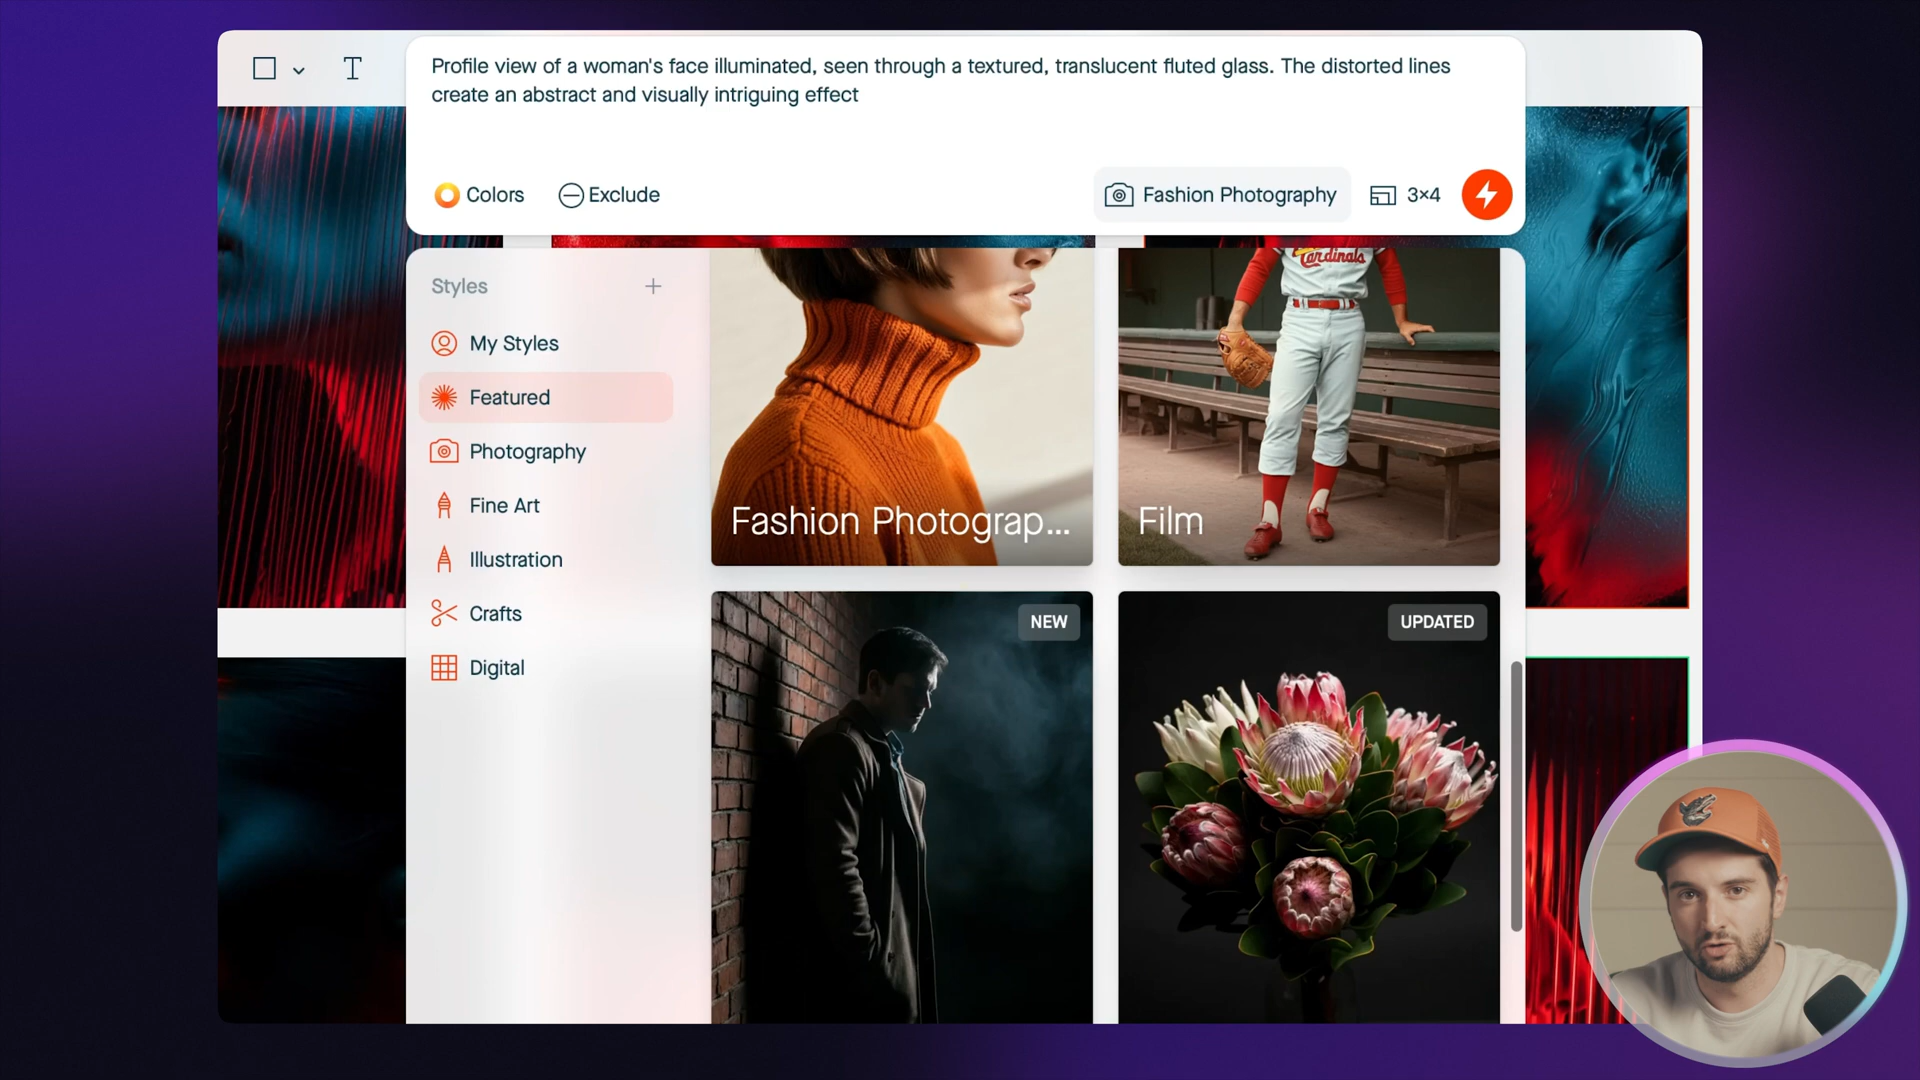 T
Profile view of a woman's face illuminated, seen through a textured, translucent fluted glass. The distorted lines
create an abstract and visually intriguing effect
Colors
Exclude
Fashion Photography
3×4
Styles
My Styles
Featured
Photography
Fine Art
Illustration
Crafts
Digital
Cardinals
Fashion Photograp...
Film
NEW
UPDATED